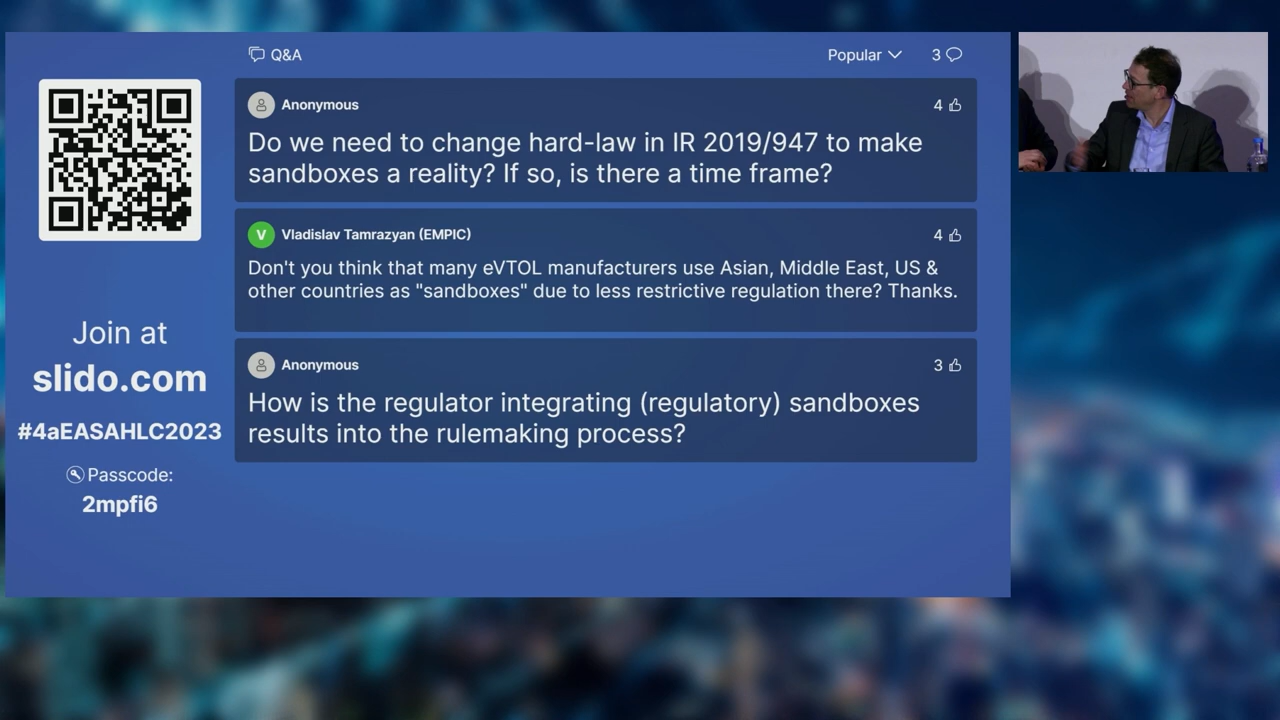 Q&A
Popular
3
Anonymous
4
Do we need to change hard-law in IR 2019/947 to make
sandboxes a reality? If so, is there a time frame?
V
Vladislav Tamrazyan (EMPIC)
4
Don't you think that many eVTOL manufacturers use Asian, Middle East, US &
other countries as "sandboxes" due to less restrictive regulation there? Thanks.
Anonymous
3
How is the regulator integrating (regulatory) sandboxes
results into the rulemaking process?
Join at
slido.com
#4aEASAHLC2023
Passcode:
2mpfi6